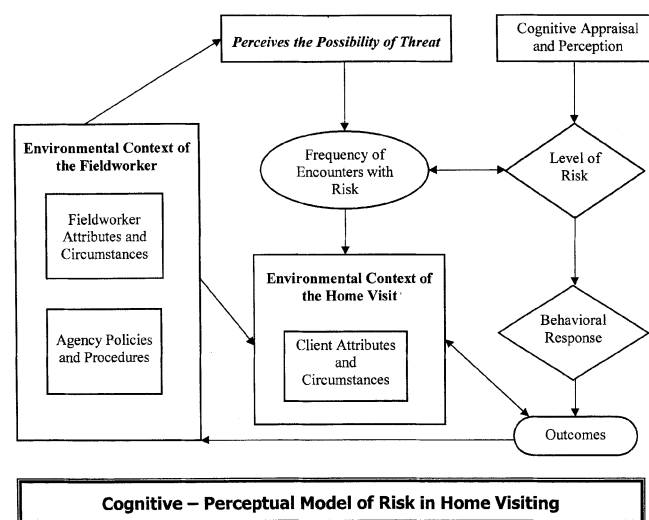 Perceives the Possibility of Threat
Cognitive Appraisal
and Perception
Environmental Context of
the Fieldworker
Fieldworker
Attributes and
Circumstances
Agency Policies
and Procedures
Frequency of
Encounters with
Risk
Level of
Risk
Environmental Context of
the Home Visit
Client Attributes
and
Circumstances
Behavioral
Response
Outcomes
Cognitive – Perceptual Model of Risk in Home Visiting